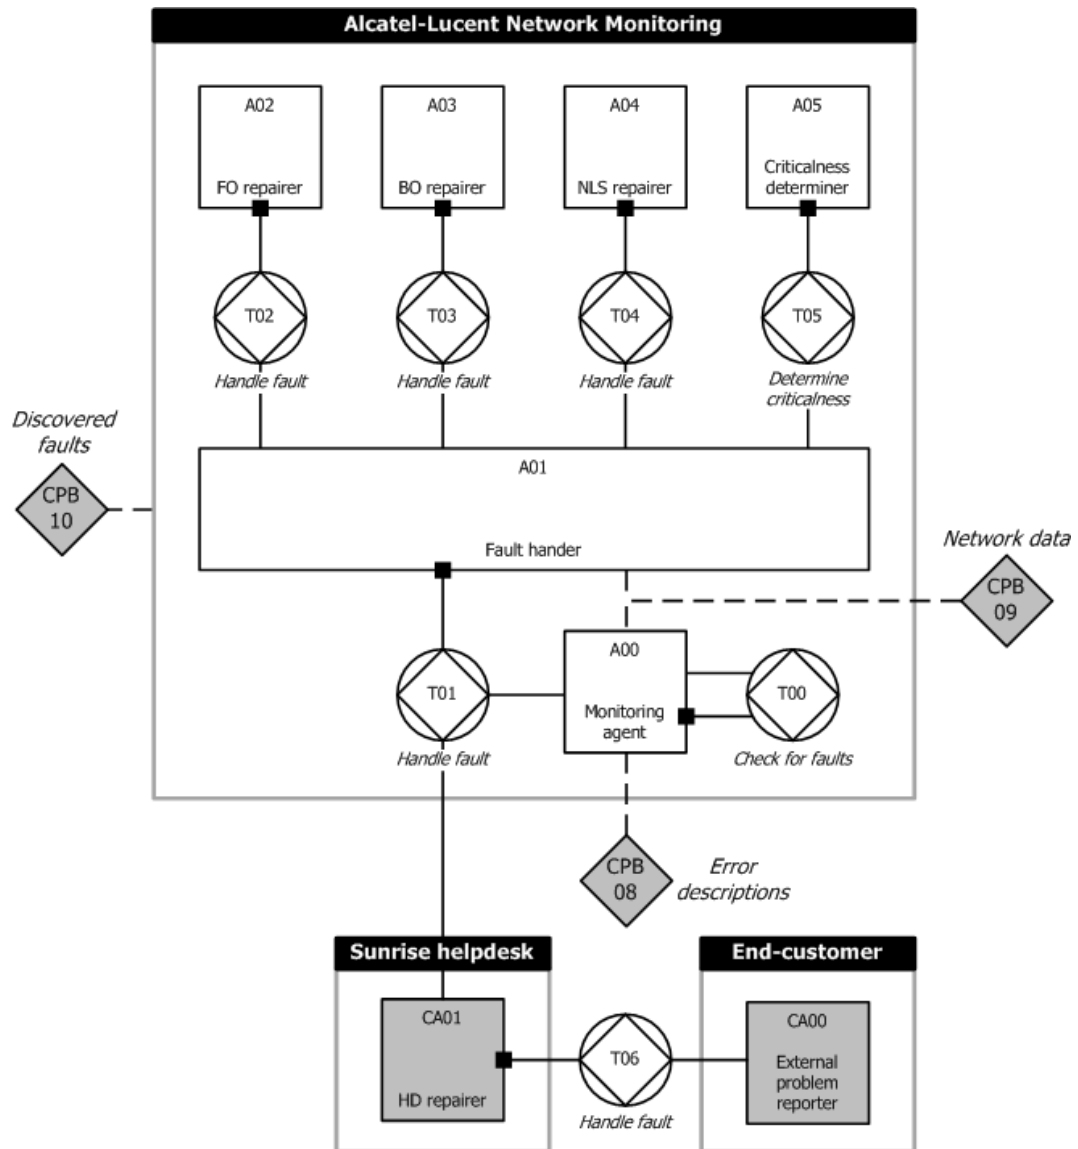 Alcatel-Lucent Network Monitoring
A02
FO repairer
A03
BO repairer
A04
NLS repairer
A05
Criticalness
determiner
T02
Handle fault
T03
Handle fault
T04
Handle fault
T05
Determine
criticalness
Discovered
faults
CPB
10
A01
Fault hander
Network data
CPB
09
T01
Handle fault
A00
Monitoring
agent
T00
Check for faults
CPB
08
Error
descriptions
Sunrise helpdesk
CA01
HD repairer
T06
Handle fault
End-customer
CA00
External
problem
reporter